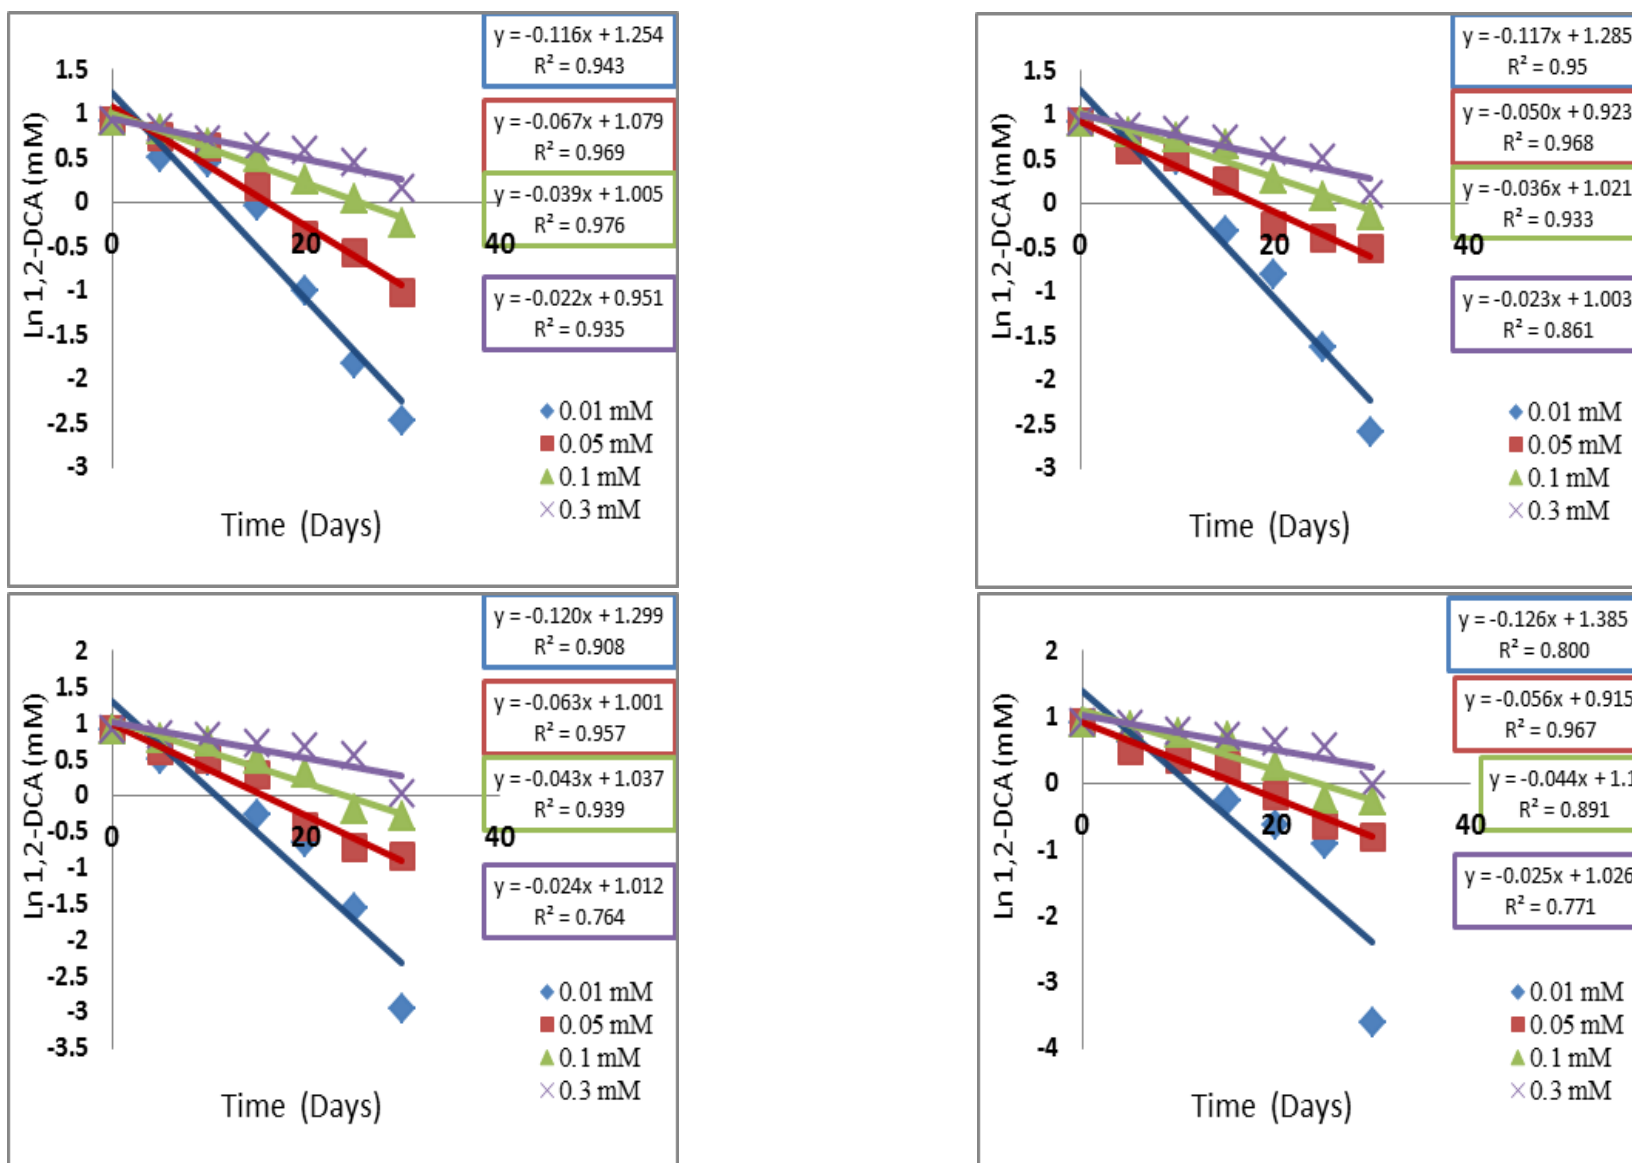 y = -0.116x + 1.254
R² = 0.943
1.5
1
0.5
0
-0.5
-1
-1.5
-2
-2.5
-3
Ln 1,2-DCA (mM)
0
20
40
y = -0.067x + 1.079
R² = 0.969
y = -0.039x + 1.005
R² = 0.976
y = -0.022x + 0.951
R² = 0.935
0.01 mM
0.05 mM
0.1 mM
0.3 mM
Time (Days)
y = -0.117x + 1.285
R² = 0.95
1.5
1
0.5
0
-0.5
-1
-1.5
-2
-2.5
-3
Ln 1,2-DCA (mM)
0
20
40
y = -0.050x + 0.923
R² = 0.968
y = -0.036x + 1.021
R² = 0.933
y = -0.023x + 1.003
R² = 0.861
0.01 mM
0.05 mM
0.1 mM
0.3 mM
Time (Days)
y = -0.120x + 1.299
R² = 0.908
2
1.5
1
0.5
0
-0.5
-1
-1.5
-2
-2.5
-3
-3.5
Ln 1,2-DCA (mM)
0
20
40
y = -0.063x + 1.001
R² = 0.957
y = -0.043x + 1.037
R² = 0.939
y = -0.024x + 1.012
R² = 0.764
0.01 mM
0.05 mM
0.1 mM
0.3 mM
Time (Days)
y = -0.126x + 1.385
R² = 0.800
2
1
0
-1
-2
-3
-4
Ln 1,2-DCA (mM)
0
20
40
y = -0.056x + 0.915
R² = 0.967
y = -0.044x + 1.1
R² = 0.891
y = -0.025x + 1.026
R² = 0.771
0.01 mM
0.05 mM
0.1 mM
0.3 mM
Time (Days)